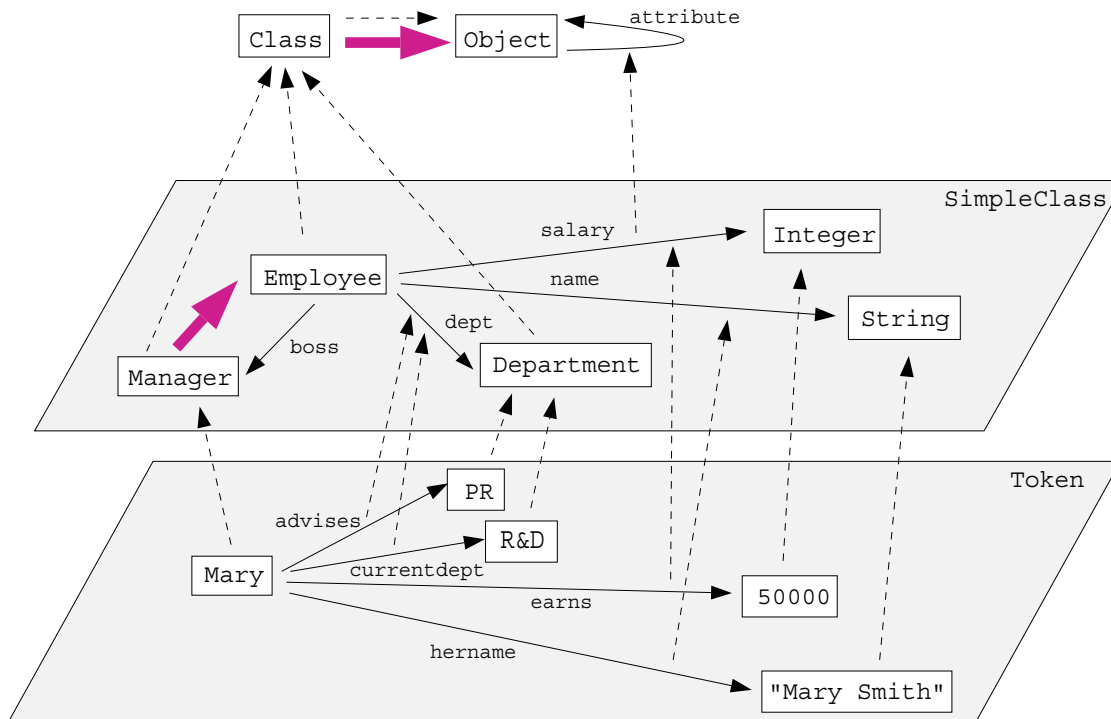 attribute
Class
Object
SimpleClass
salary
Integer
Employee
name
dept
String
boss
Department
Manager
Token
PR
advises
R&D
Mary
currentdept
earns
50000
hername
"Mary Smith"